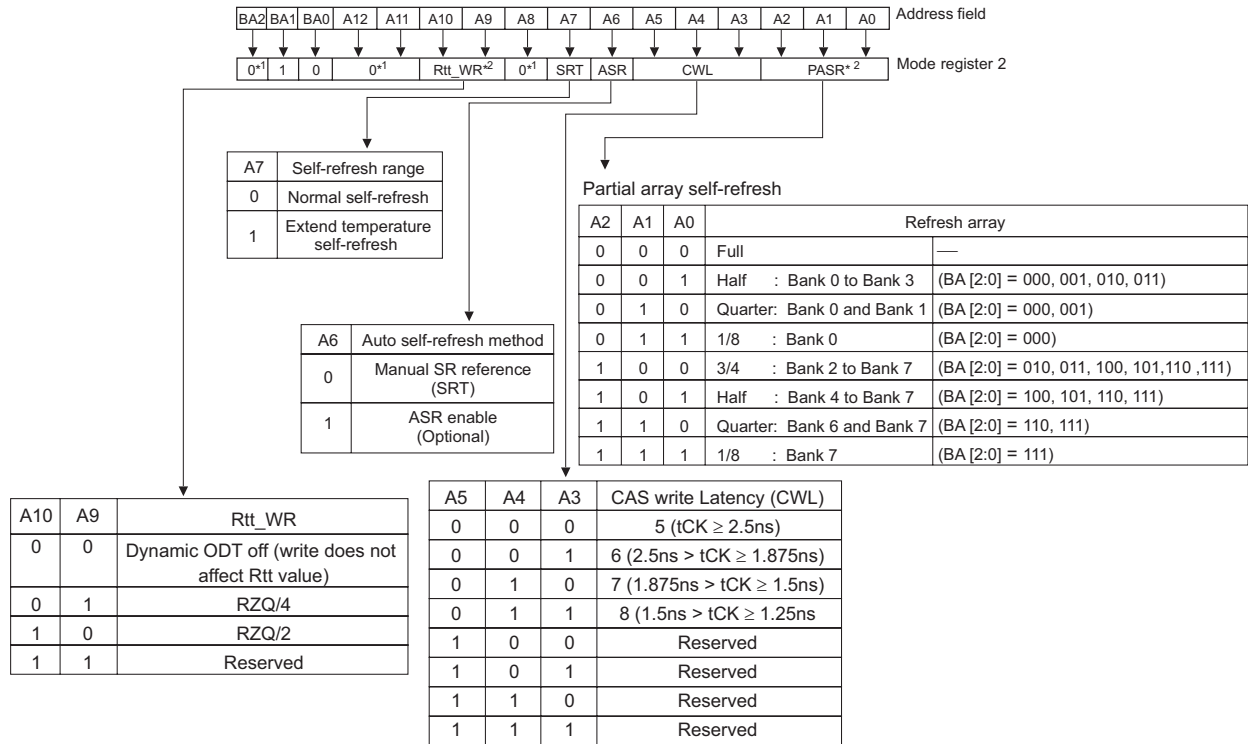 BA2 BA1 BA0 A12 A11 A10 A9 A8 A7 A6 A5 A4 A3 A2 A1 A0 Address field
0*1 1 0 0*1 Rtt_WR*2 0*1 SRT ASR CWL PASR*2 Mode register 2
A7 Self-refresh range
0 Normal self-refresh
1 Extend temperature
self-refresh
Partial array self-refresh
A2 A1 A0 Refresh array
0 0 0 Full —
0 0 1 Half : Bank 0 to Bank 3 (BA [2:0] = 000, 001, 010, 011)
0 1 0 Quarter: Bank 0 and Bank 1 (BA [2:0] = 000, 001)
0 1 1 1/8 : Bank 0 (BA [2:0] = 000)
1 0 0 3/4 : Bank 2 to Bank 7 (BA [2:0] = 010, 011, 100, 101,110 ,111)
1 0 1 Half : Bank 4 to Bank 7 (BA [2:0] = 100, 101, 110, 111)
1 1 0 Quarter: Bank 6 and Bank 7 (BA [2:0] = 110, 111)
1 1 1 1/8 : Bank 7 (BA [2:0] = 111)
A6 Auto self-refresh method
0 Manual SR reference
(SRT)
1 ASR enable
(Optional)
A10 A9 Rtt_WR
0 0 Dynamic ODT off (write does not
affect Rtt value)
0 1 RZQ/4
1 0 RZQ/2
1 1 Reserved
A5 A4 A3 CAS write Latency (CWL)
0 0 0 5 (tCK ≥ 2.5ns)
0 0 1 6 (2.5ns > tCK ≥ 1.875ns)
0 1 0 7 (1.875ns > tCK ≥ 1.5ns)
0 1 1 8 (1.5ns > tCK ≥ 1.25ns
1 0 0 Reserved
1 0 1 Reserved
1 1 0 Reserved
1 1 1 Reserved